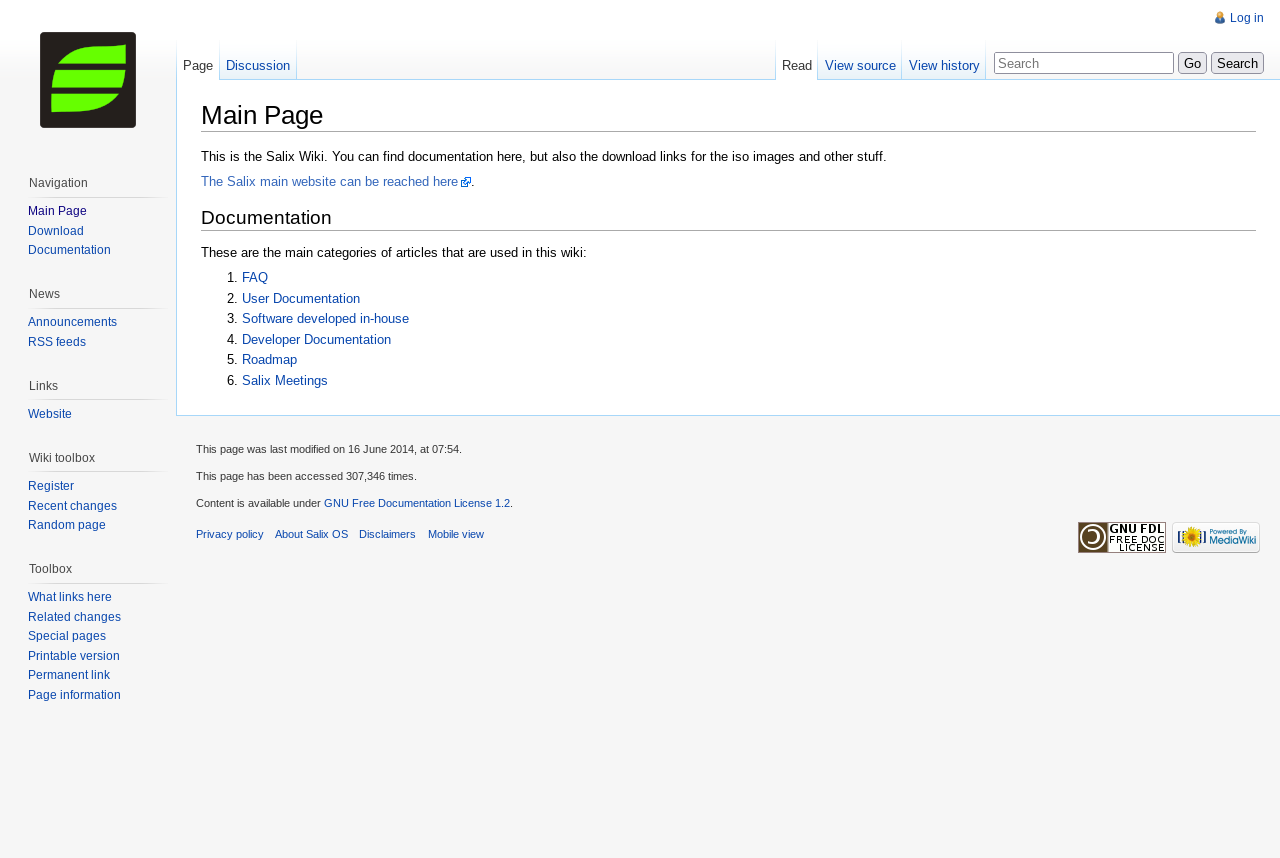 Log in
Page Discussion Read View source View history Search Go Search
Main Page
This is the Salix Wiki. You can find documentation here, but also the download links for the iso images and other stuff.
The Salix main website can be reached here.
Documentation
These are the main categories of articles that are used in this wiki:
1. FAQ
2. User Documentation
3. Software developed in-house
4. Developer Documentation
5. Roadmap
6. Salix Meetings
Navigation
Main Page
Download
Documentation
News
Announcements
RSS feeds
Links
Website
Wiki toolbox
Register
Recent changes
Random page
Toolbox
What links here
Related changes
Special pages
Printable version
Permanent link
Page information
This page was last modified on 16 June 2014, at 07:54.
This page has been accessed 307,346 times.
Content is available under GNU Free Documentation License 1.2.
Privacy policy About Salix OS Disclaimers Mobile view
GNU FDL
FREE DOC
LICENSE
Powered By
MediaWiki